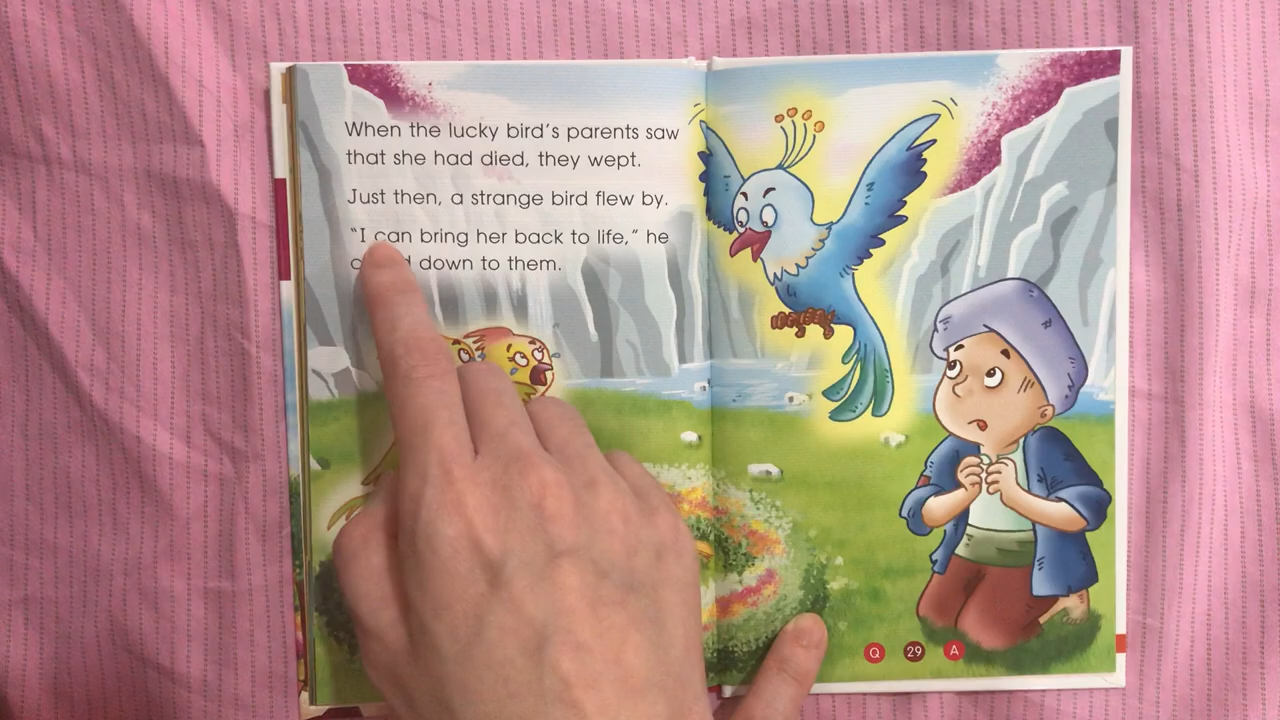 When the lucky bird's parents saw
that she had died, they wept.
Just then, a strange bird flew by.
"I can bring her back to life," he
down to them.
Q 29 A